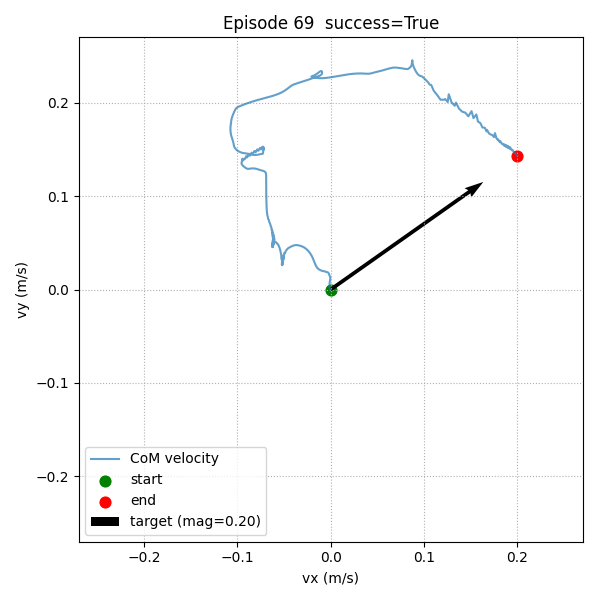 Episode 69  success=True
vy (m/s)
0.2
0.1
0.0
−0.1
−0.2
CoM velocity
start
end
target (mag=0.20)
−0.2
−0.1
0.0
0.1
0.2
vx (m/s)